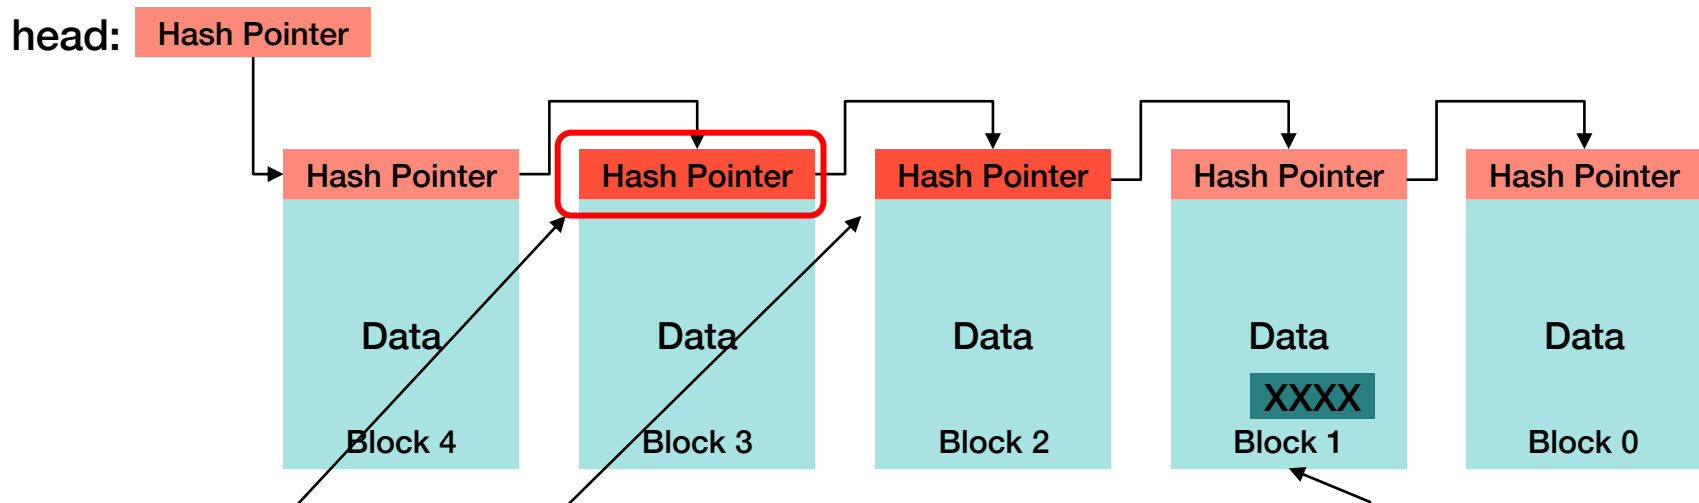 head: Hash Pointer
Hash Pointer Hash Pointer Hash Pointer Hash Pointer Hash Pointer
Data Data Data Data Data
XXXX
Block 4 Block 3 Block 2 Block 1 Block 0